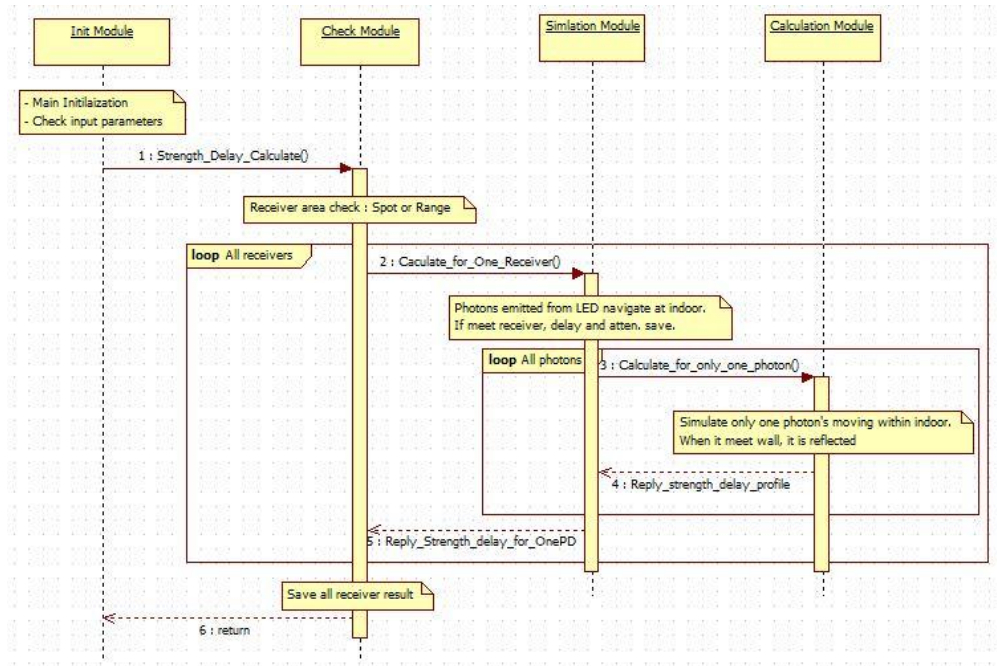 Init Module
Check Module
Simlation Module
Calculation Module
- Main Initilaization
- Check input parameters
1 : Strength_Delay_Calculate()
Receiver area check : Spot or Range
loop All receivers
2 : Caculate_for_One_Receiver()
Photons emitted from LED navigate at indoor.
If meet receiver, delay and atten. save.
loop All photons
3 : Calculate_for_only_one_photon()
Simulate only one photon's moving within indoor.
When it meet wall, it is reflected
4 : Reply_strength_delay_profile
5 : Reply_Strength_delay_for_OnePD
Save all receiver result
6 : return